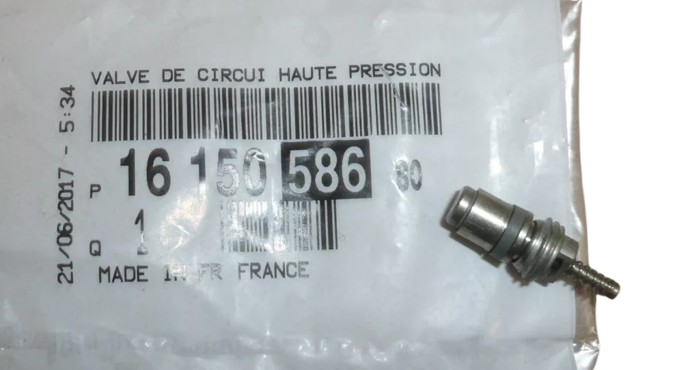 VALVE DE CIRCUI HAUTE PRESSION
P 16 150 586 80
Q 1
MADE IN FR FRANCE
21/06/2017 - 5:34